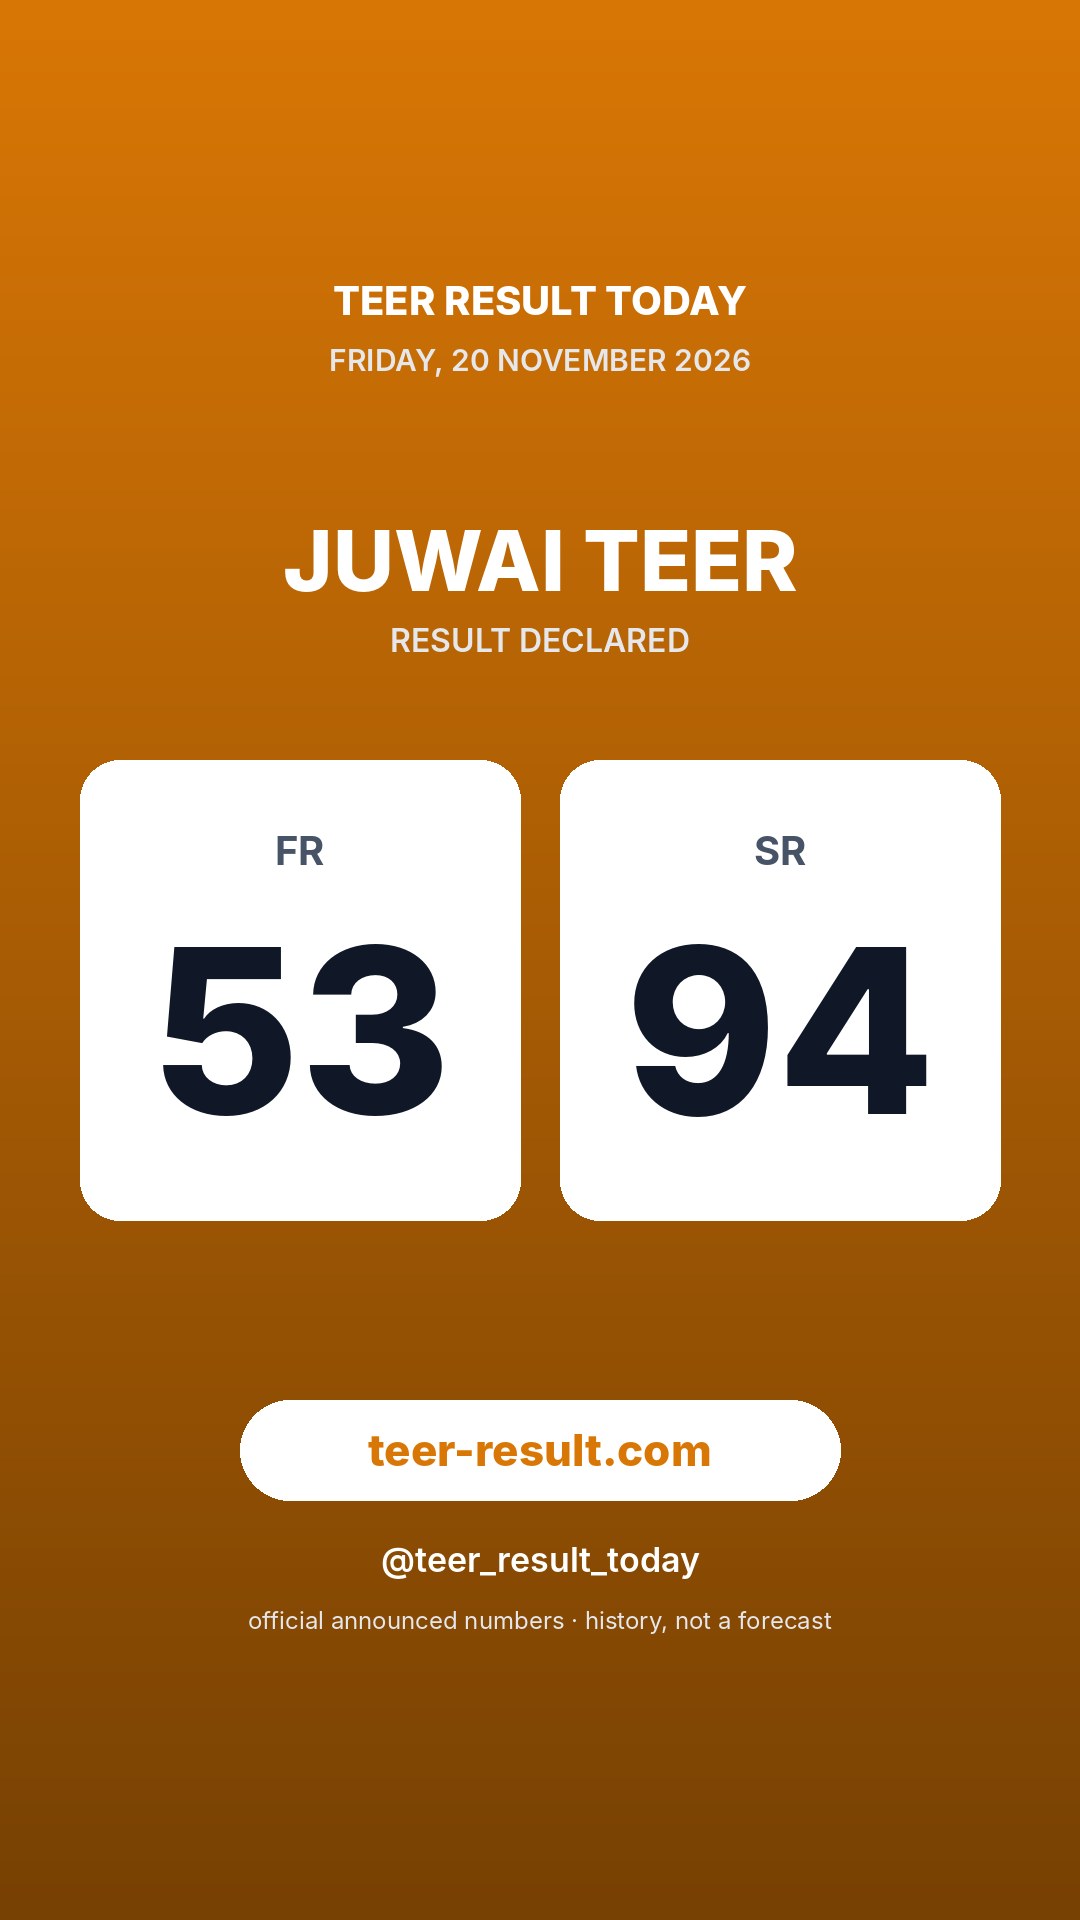 TEER RESULT TODAY
FRIDAY, 20 NOVEMBER 2026
JUWAI TEER
RESULT DECLARED
FR
53
SR
94
teer-result.com
@teer_result_today
official announced numbers · history, not a forecast